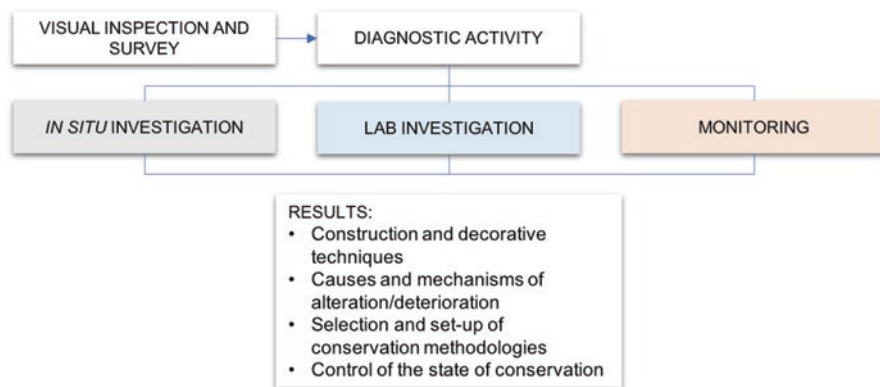 VISUAL INSPECTION AND
SURVEY
DIAGNOSTIC ACTIVITY
IN SITU INVESTIGATION
LAB INVESTIGATION
MONITORING
RESULTS:
• Construction and decorative
techniques
• Causes and mechanisms of
alteration/deterioration
• Selection and set-up of
conservation methodologies
• Control of the state of conservation